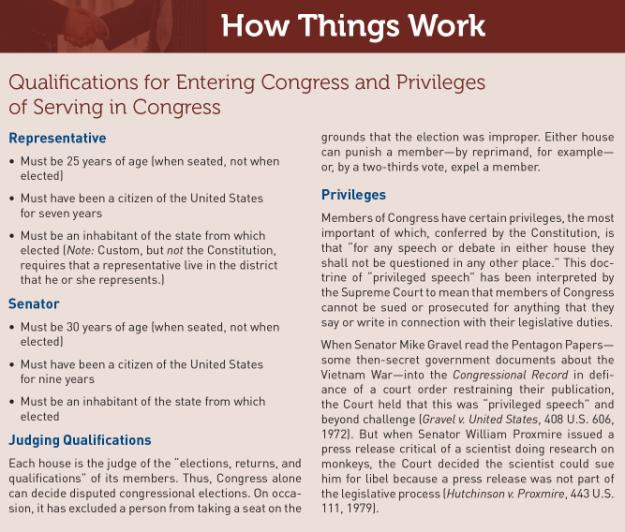 How Things Work
Qualifications for Entering Congress and Privileges
of Serving in Congress
Representative
• Must be 25 years of age (when seated, not when
elected)
• Must have been a citizen of the United States
for seven years
• Must be an inhabitant of the state from which
elected (Note: Custom, but not the Constitution,
requires that a representative live in the district
that he or she represents.)
Senator
• Must be 30 years of age (when seated, not when
elected)
• Must have been a citizen of the United States
for nine years
• Must be an inhabitant of the state from which
elected
Judging Qualifications
Each house is the judge of the “elections, returns, and
qualifications” of its members. Thus, Congress alone
can decide disputed congressional elections. On occa-
sion, it has excluded a person from taking a seat on the
grounds that the election was improper. Either house
can punish a member—by reprimand, for example—
or, by a two-thirds vote, expel a member.
Privileges
Members of Congress have certain privileges, the most
important of which, conferred by the Constitution, is
that “for any speech or debate in either house they
shall not be questioned in any other place.” This doc-
trine of “privileged speech” has been interpreted by
the Supreme Court to mean that members of Congress
cannot be sued or prosecuted for anything that they
say or write in connection with their legislative duties.
When Senator Mike Gravel read the Pentagon Papers—
some then-secret government documents about the
Vietnam War—into the Congressional Record in defi-
ance of a court order restraining their publication,
the Court held that this was “privileged speech” and
beyond challenge (Gravel v. United States, 408 U.S. 606,
1972). But when Senator William Proxmire issued a
press release critical of a scientist doing research on
monkeys, the Court decided the scientist could sue
him for libel because a press release was not part of
the legislative process (Hutchinson v. Proxmire, 443 U.S.
111, 1979).